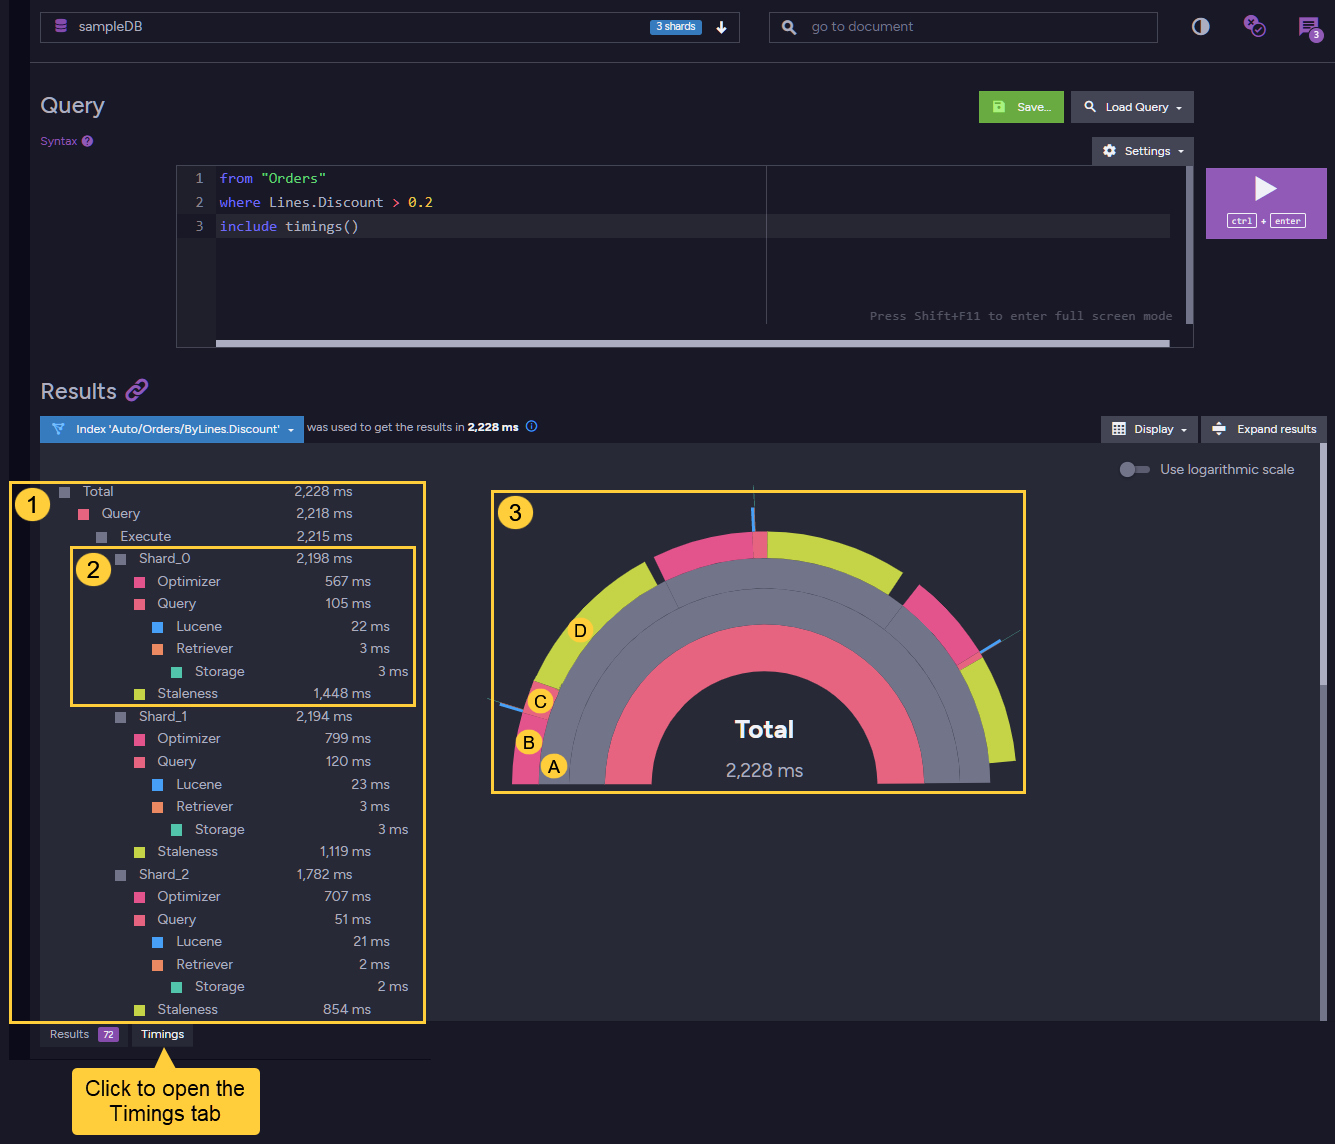 sampleDB 3 shards go to document 3
Query
Save... Load Query
Syntax ?
Settings
1 from "Orders"
2 where Lines.Discount > 0.2
3 include timings()
ctrl + enter
Press Shift+F11 to enter full screen mode
Results
Index 'Auto/Orders/ByLines.Discount' was used to get the results in 2,228 ms
Display Expand results
Use logarithmic scale
1
Total 2,228 ms
Query 2,218 ms
Execute 2,215 ms
2
Shard_0 2,198 ms
Optimizer 567 ms
Query 105 ms
Lucene 22 ms
Retriever 3 ms
Storage 3 ms
Staleness 1,448 ms
Shard_1 2,194 ms
Optimizer 799 ms
Query 120 ms
Lucene 23 ms
Retriever 3 ms
Storage 3 ms
Staleness 1,119 ms
Shard_2 1,782 ms
Optimizer 707 ms
Query 51 ms
Lucene 21 ms
Retriever 2 ms
Storage 2 ms
Staleness 854 ms
3
D
C
B
A
Total
2,228 ms
Results 72 Timings
Click to open the
Timings tab